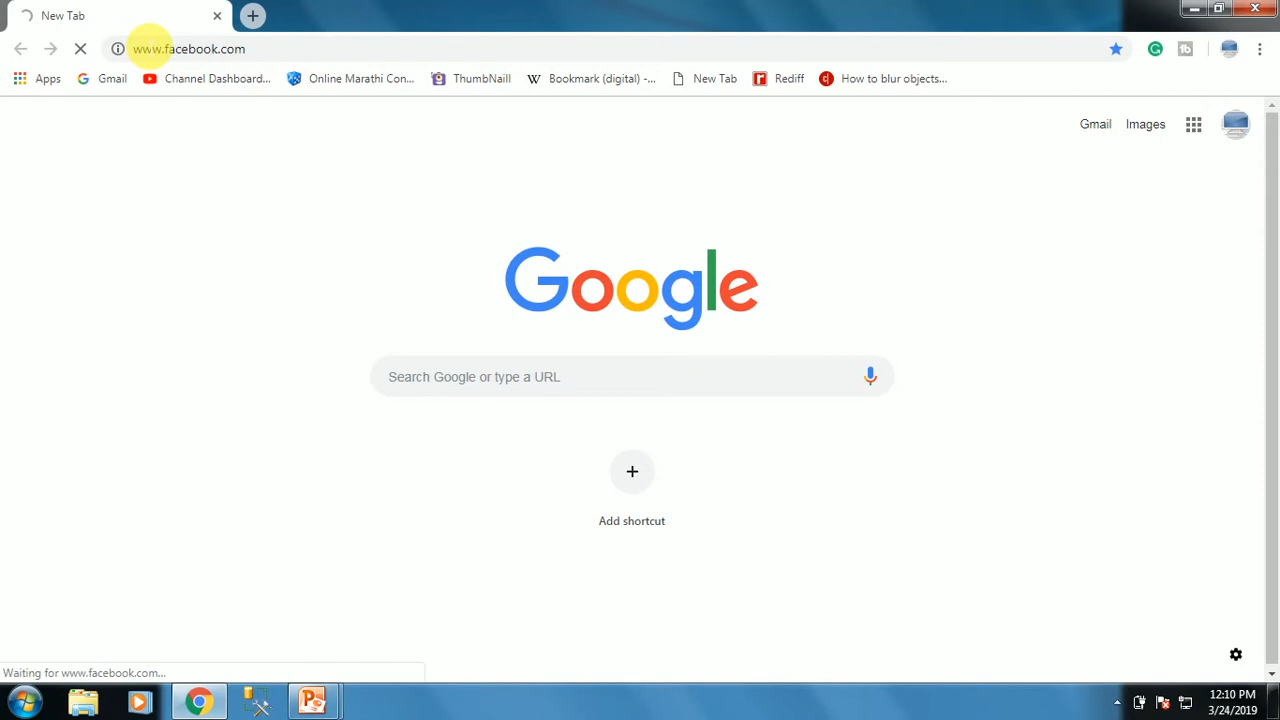 New Tab
www.facebook.com
Apps Gmail Channel Dashboard... Online Marathi Con... ThumbNaill Bookmark (digital) -... New Tab Rediff How to blur objects...
Gmail Images
Google
Search Google or type a URL
Add shortcut
Waiting for www.facebook.com...
12:10 PM
3/24/2019